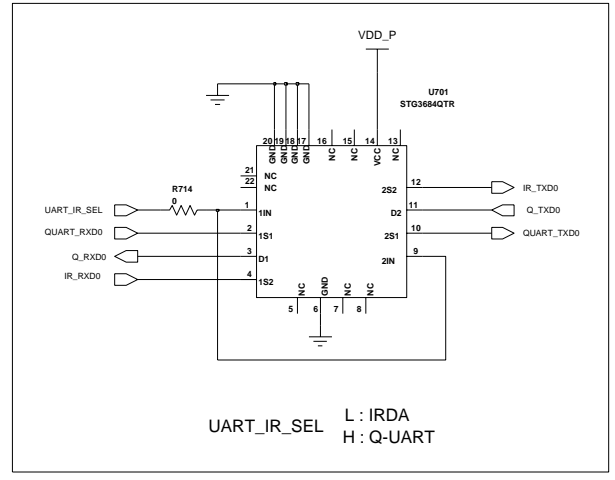 VDD_P
U701
STG3684QTR
20 19 18 17 16 15 14 13
GND GND GND GND NC NC VCC NC
21 NC
22 NC
R714
0
UART_IR_SEL 1 1IN
QUART_RXD0 2 1S1
Q_RXD0 3 D1
IR_RXD0 4 1S2
2S2 12 IR_TXD0
D2 11 Q_TXD0
2S1 10 QUART_TXD0
2IN 9
NC GND NC NC
5 6 7 8
UART_IR_SEL
L : IRDA
H : Q-UART